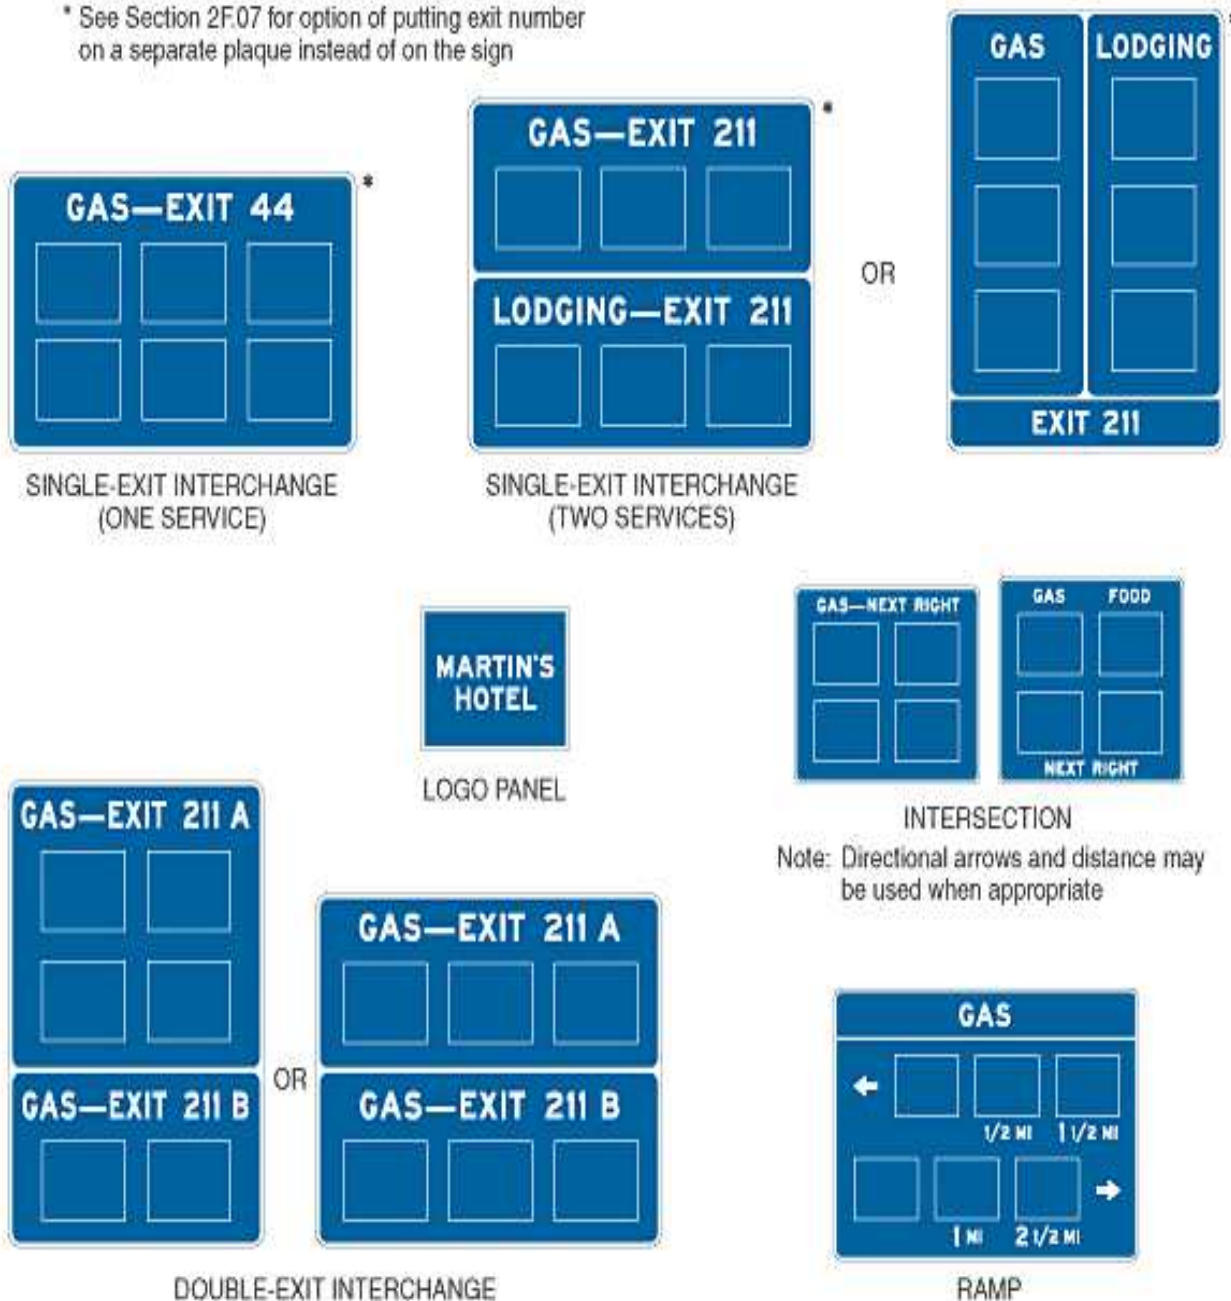 * See Section 2F.07 for option of putting exit number
on a separate plaque instead of on the sign
GAS—EXIT 44
*
SINGLE-EXIT INTERCHANGE
(ONE SERVICE)
GAS—EXIT 211
*
LODGING—EXIT 211
SINGLE-EXIT INTERCHANGE
(TWO SERVICES)
OR
GAS
LODGING
EXIT 211
MARTIN'S
HOTEL
LOGO PANEL
GAS—NEXT RIGHT
GAS FOOD
NEXT RIGHT
INTERSECTION
Note: Directional arrows and distance may
be used when appropriate
GAS—EXIT 211 A
GAS—EXIT 211 B
OR
GAS—EXIT 211 A
GAS—EXIT 211 B
DOUBLE-EXIT INTERCHANGE
GAS
1/2 MI 1 1/2 MI
1 MI 2 1/2 MI
RAMP